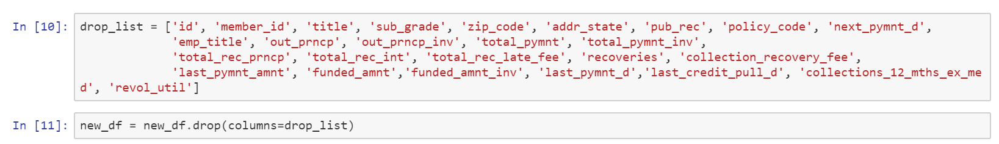 In [10]: drop_list = ['id', 'member_id', 'title', 'sub_grade', 'zip_code', 'addr_state', 'pub_rec', 'policy_code', 'next_pymnt_d',
'emp_title', 'out_prncp', 'out_prncp_inv', 'total_pymnt', 'total_pymnt_inv',
'total_rec_prncp', 'total_rec_int', 'total_rec_late_fee', 'recoveries', 'collection_recovery_fee',
'last_pymnt_amnt', 'funded_amnt','funded_amnt_inv', 'last_pymnt_d','last_credit_pull_d', 'collections_12_mths_ex_me
d', 'revol_util']
In [11]: new_df = new_df.drop(columns=drop_list)